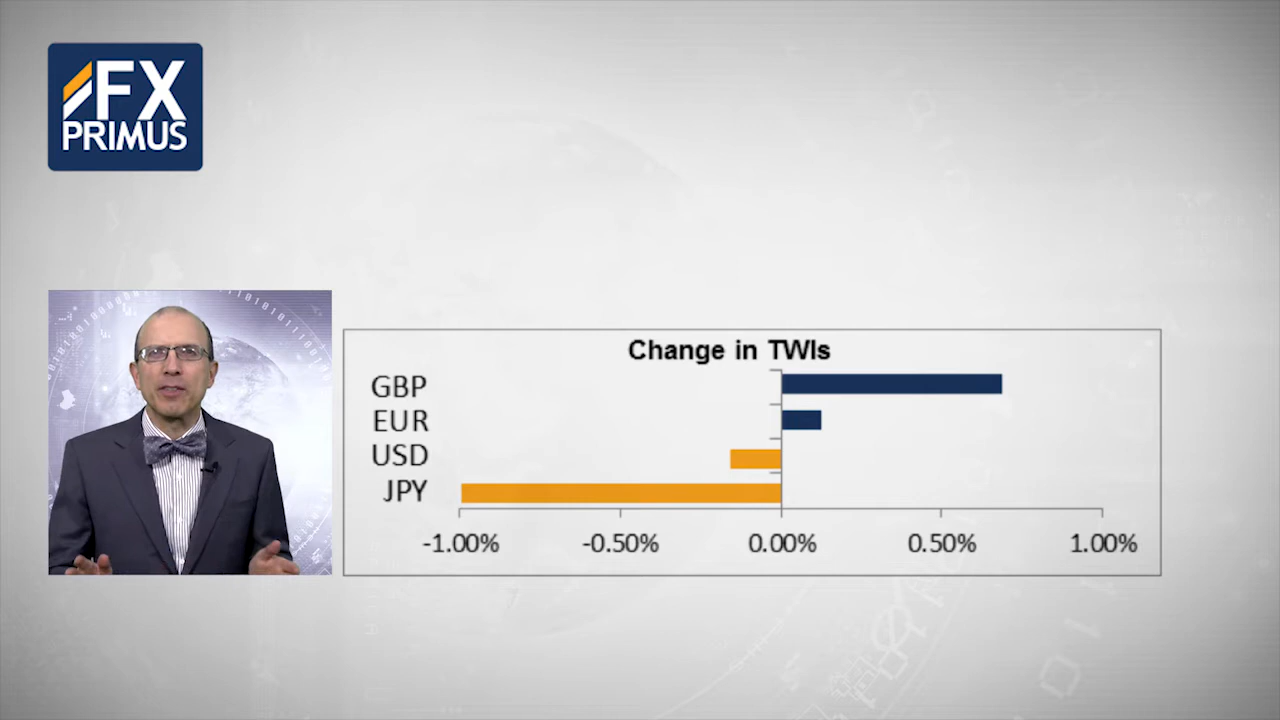 FX
PRIMUS
Change in TWIs
GBP
EUR
USD
JPY
-1.00% -0.50% 0.00% 0.50% 1.00%